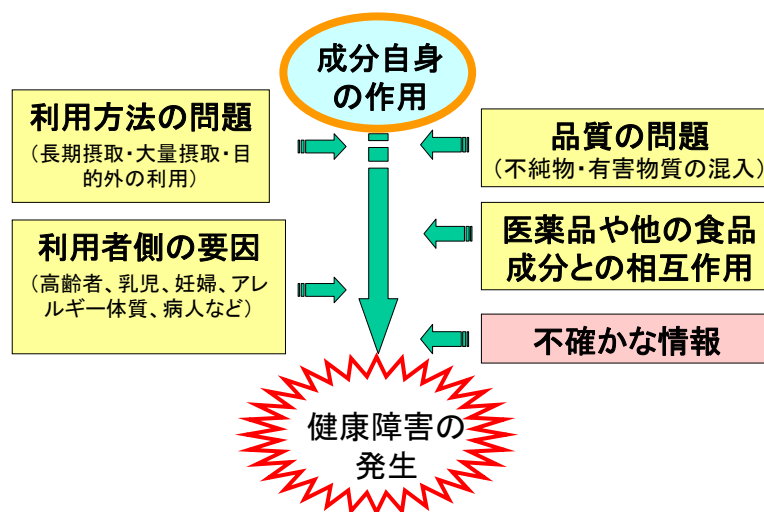 成分自身
の作用
利用方法の問題
（長期摂取・大量摂取・目
的外の利用）
品質の問題
（不純物・有害物質の混入）
利用者側の要因
（高齢者、乳児、妊婦、アレ
ルギー体質、病人など）
医薬品や他の食品
成分との相互作用
不確かな情報
健康障害の
発生